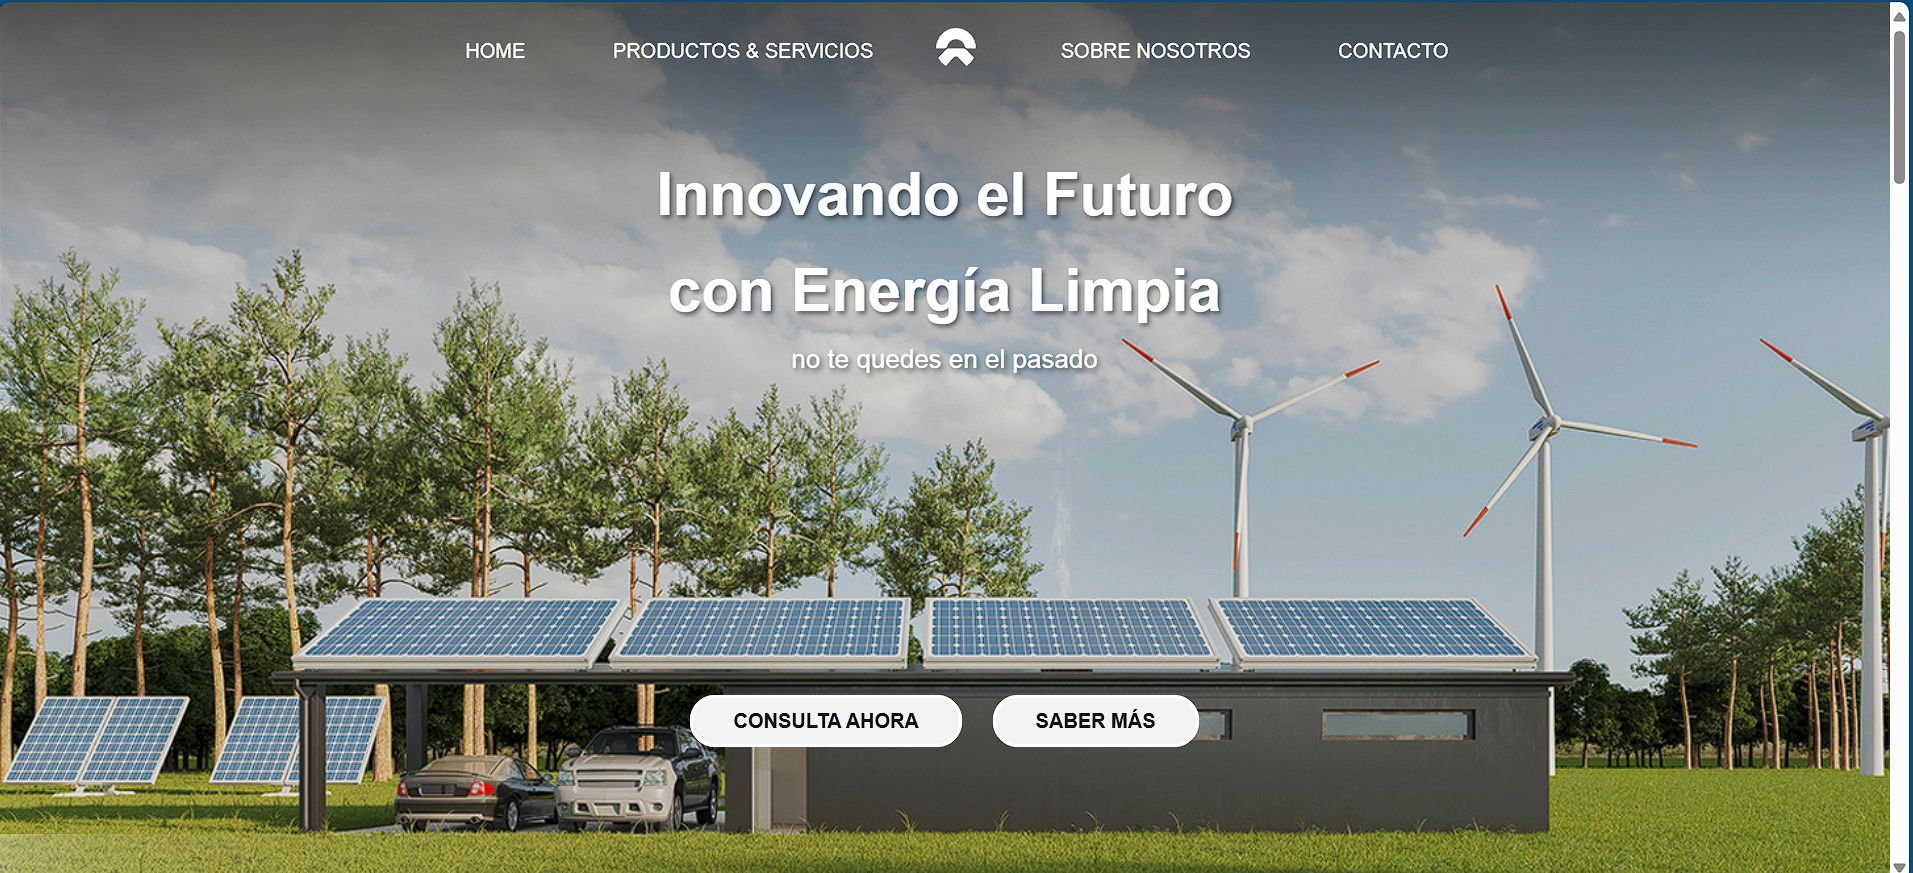 HOME
PRODUCTOS & SERVICIOS
SOBRE NOSOTROS
CONTACTO
Innovando el Futuro
con Energía Limpia
no te quedes en el pasado
CONSULTA AHORA
SABER MÁS